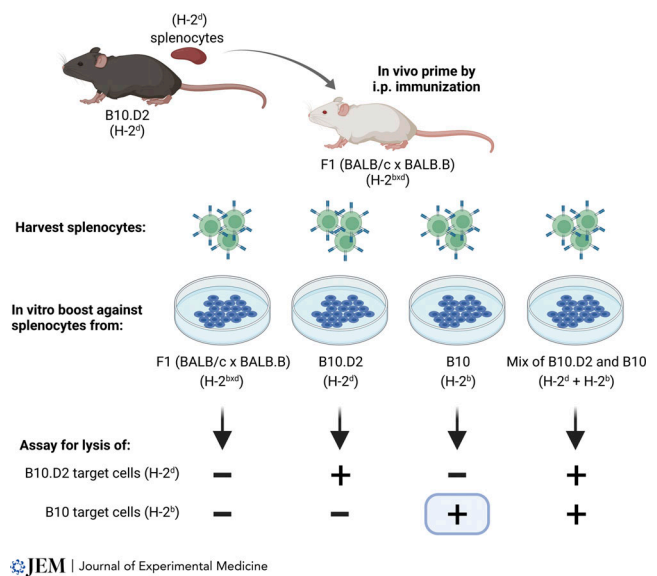 (H-2ᵈ)
splenocytes
In vivo prime by
i.p. immunization
B10.D2
(H-2ᵈ)
F1 (BALB/c x BALB.B)
(H-2ᵇˣᵈ)
Harvest splenocytes:
In vitro boost against
splenocytes from:
F1 (BALB/c x BALB.B)
(H-2ᵇˣᵈ)
B10.D2
(H-2ᵈ)
B10
(H-2ᵇ)
Mix of B10.D2 and B10
(H-2ᵈ + H-2ᵇ)
Assay for lysis of:
B10.D2 target cells (H-2ᵈ) − + − +
B10 target cells (H-2ᵇ) − − + +
JEM | Journal of Experimental Medicine